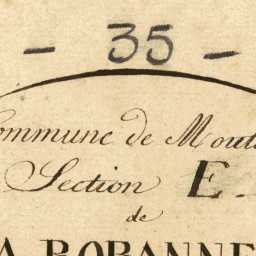 - 35 -
Commune de Mout
Section E
de
A ROBANNE